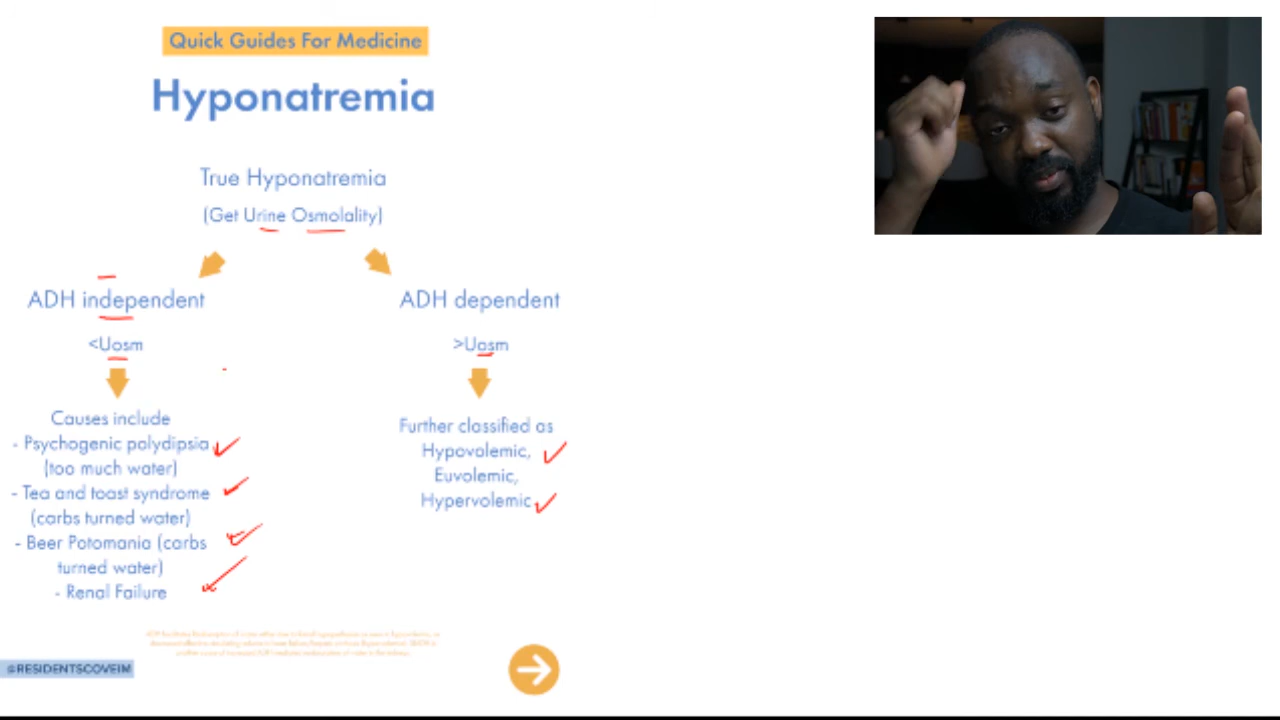 Quick Guides For Medicine
Hyponatremia
True Hyponatremia
(Get Urine Osmolality)
ADH independent
ADH dependent
<Uosm
>Uosm
Causes include
- Psychogenic polydipsia
(too much water)
- Tea and toast syndrome
(carbs turned water)
- Beer Potomania (carbs
turned water)
- Renal Failure
Further classified as
Hypovolemic,
Euvolemic,
Hypervolemic
@RESIDENTSCOVEIM